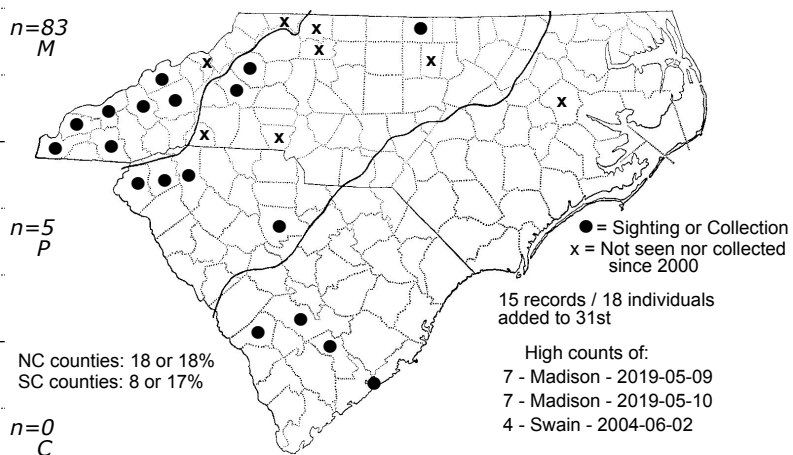 n=83
M
n=5
P
n=0
C
● = Sighting or Collection
x = Not seen nor collected
since 2000
15 records / 18 individuals
added to 31st
NC counties: 18 or 18%
SC counties: 8 or 17%
High counts of:
7 - Madison - 2019-05-09
7 - Madison - 2019-05-10
4 - Swain - 2004-06-02